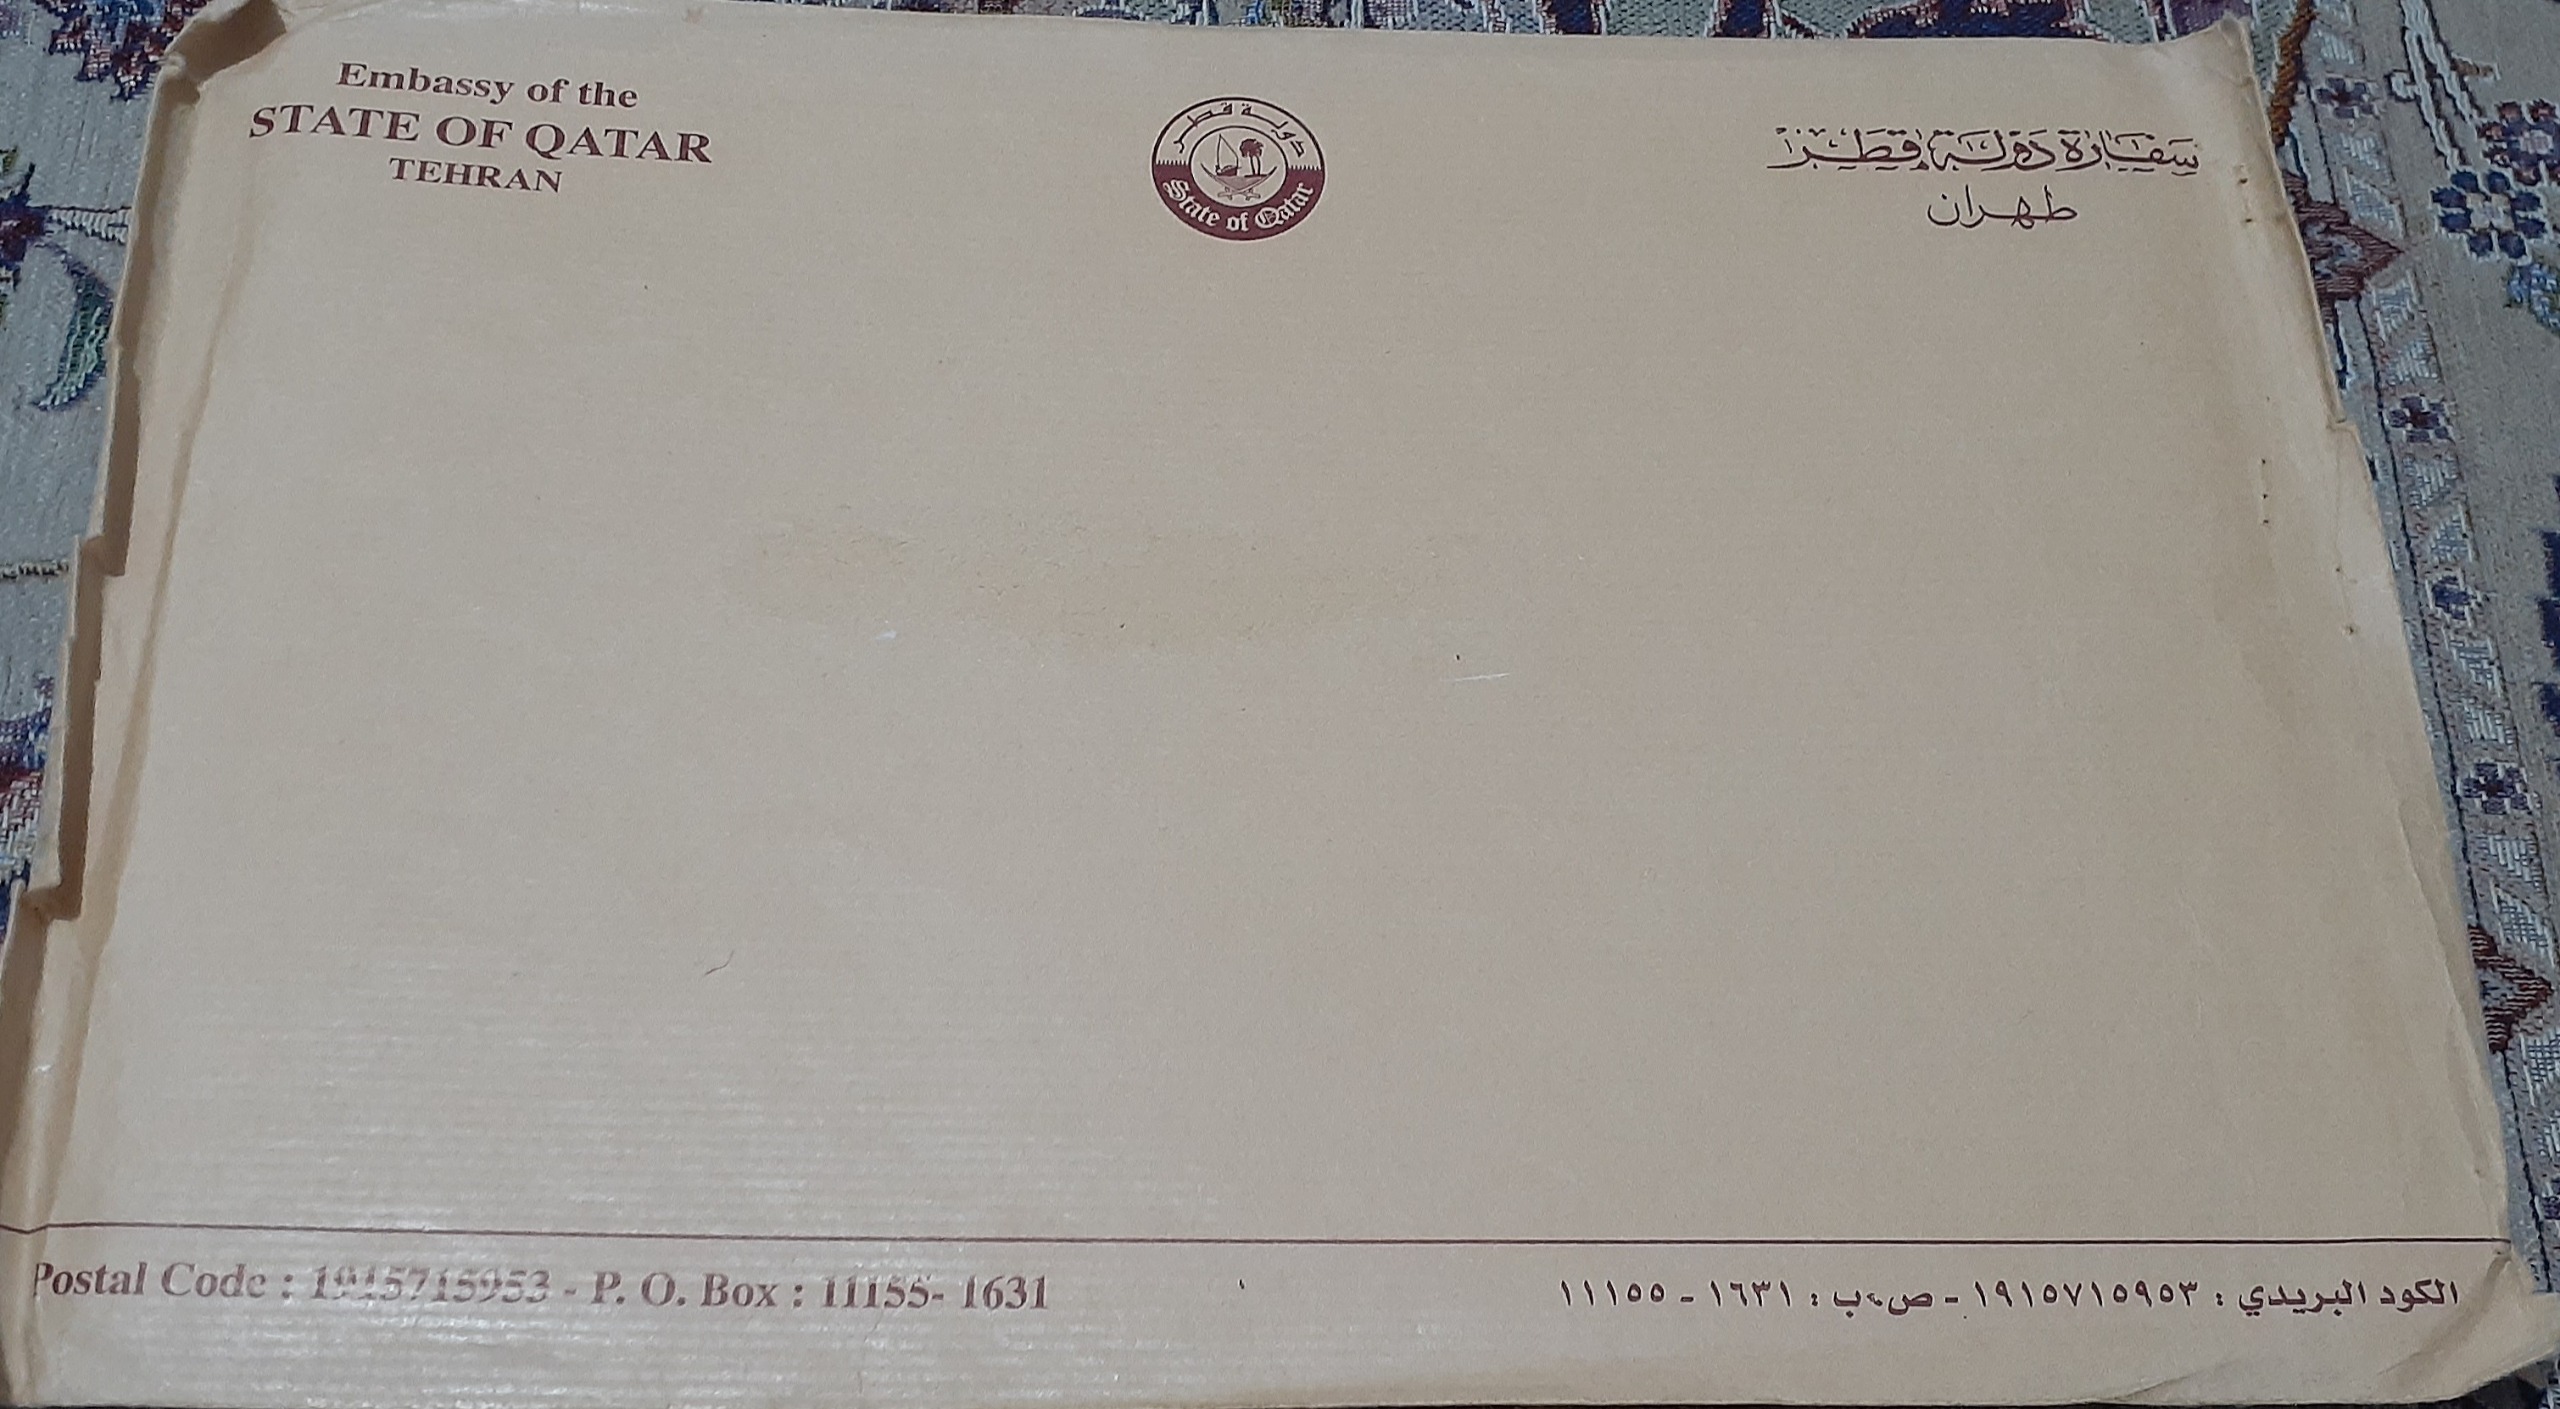 Embassy of the
STATE OF QATAR
TEHRAN
دولة قطر
State of Qatar
سفارة دولة قطر
طهران
Postal Code : 1915715953 - P. O. Box : 11155- 1631
الكود البريدي : ١٩١٥٧١٥٩٥٣ - ص.ب : ١٦٣١ - ١١١٥٥